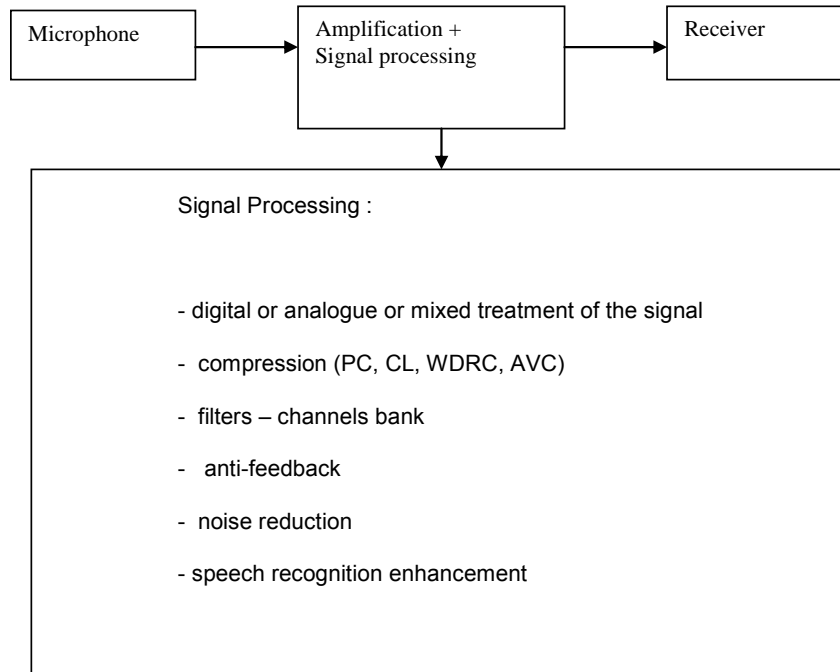 Microphone
Amplification +
Signal processing
Receiver
Signal Processing :
- digital or analogue or mixed treatment of the signal
- compression (PC, CL, WDRC, AVC)
- filters – channels bank
- anti-feedback
- noise reduction
- speech recognition enhancement